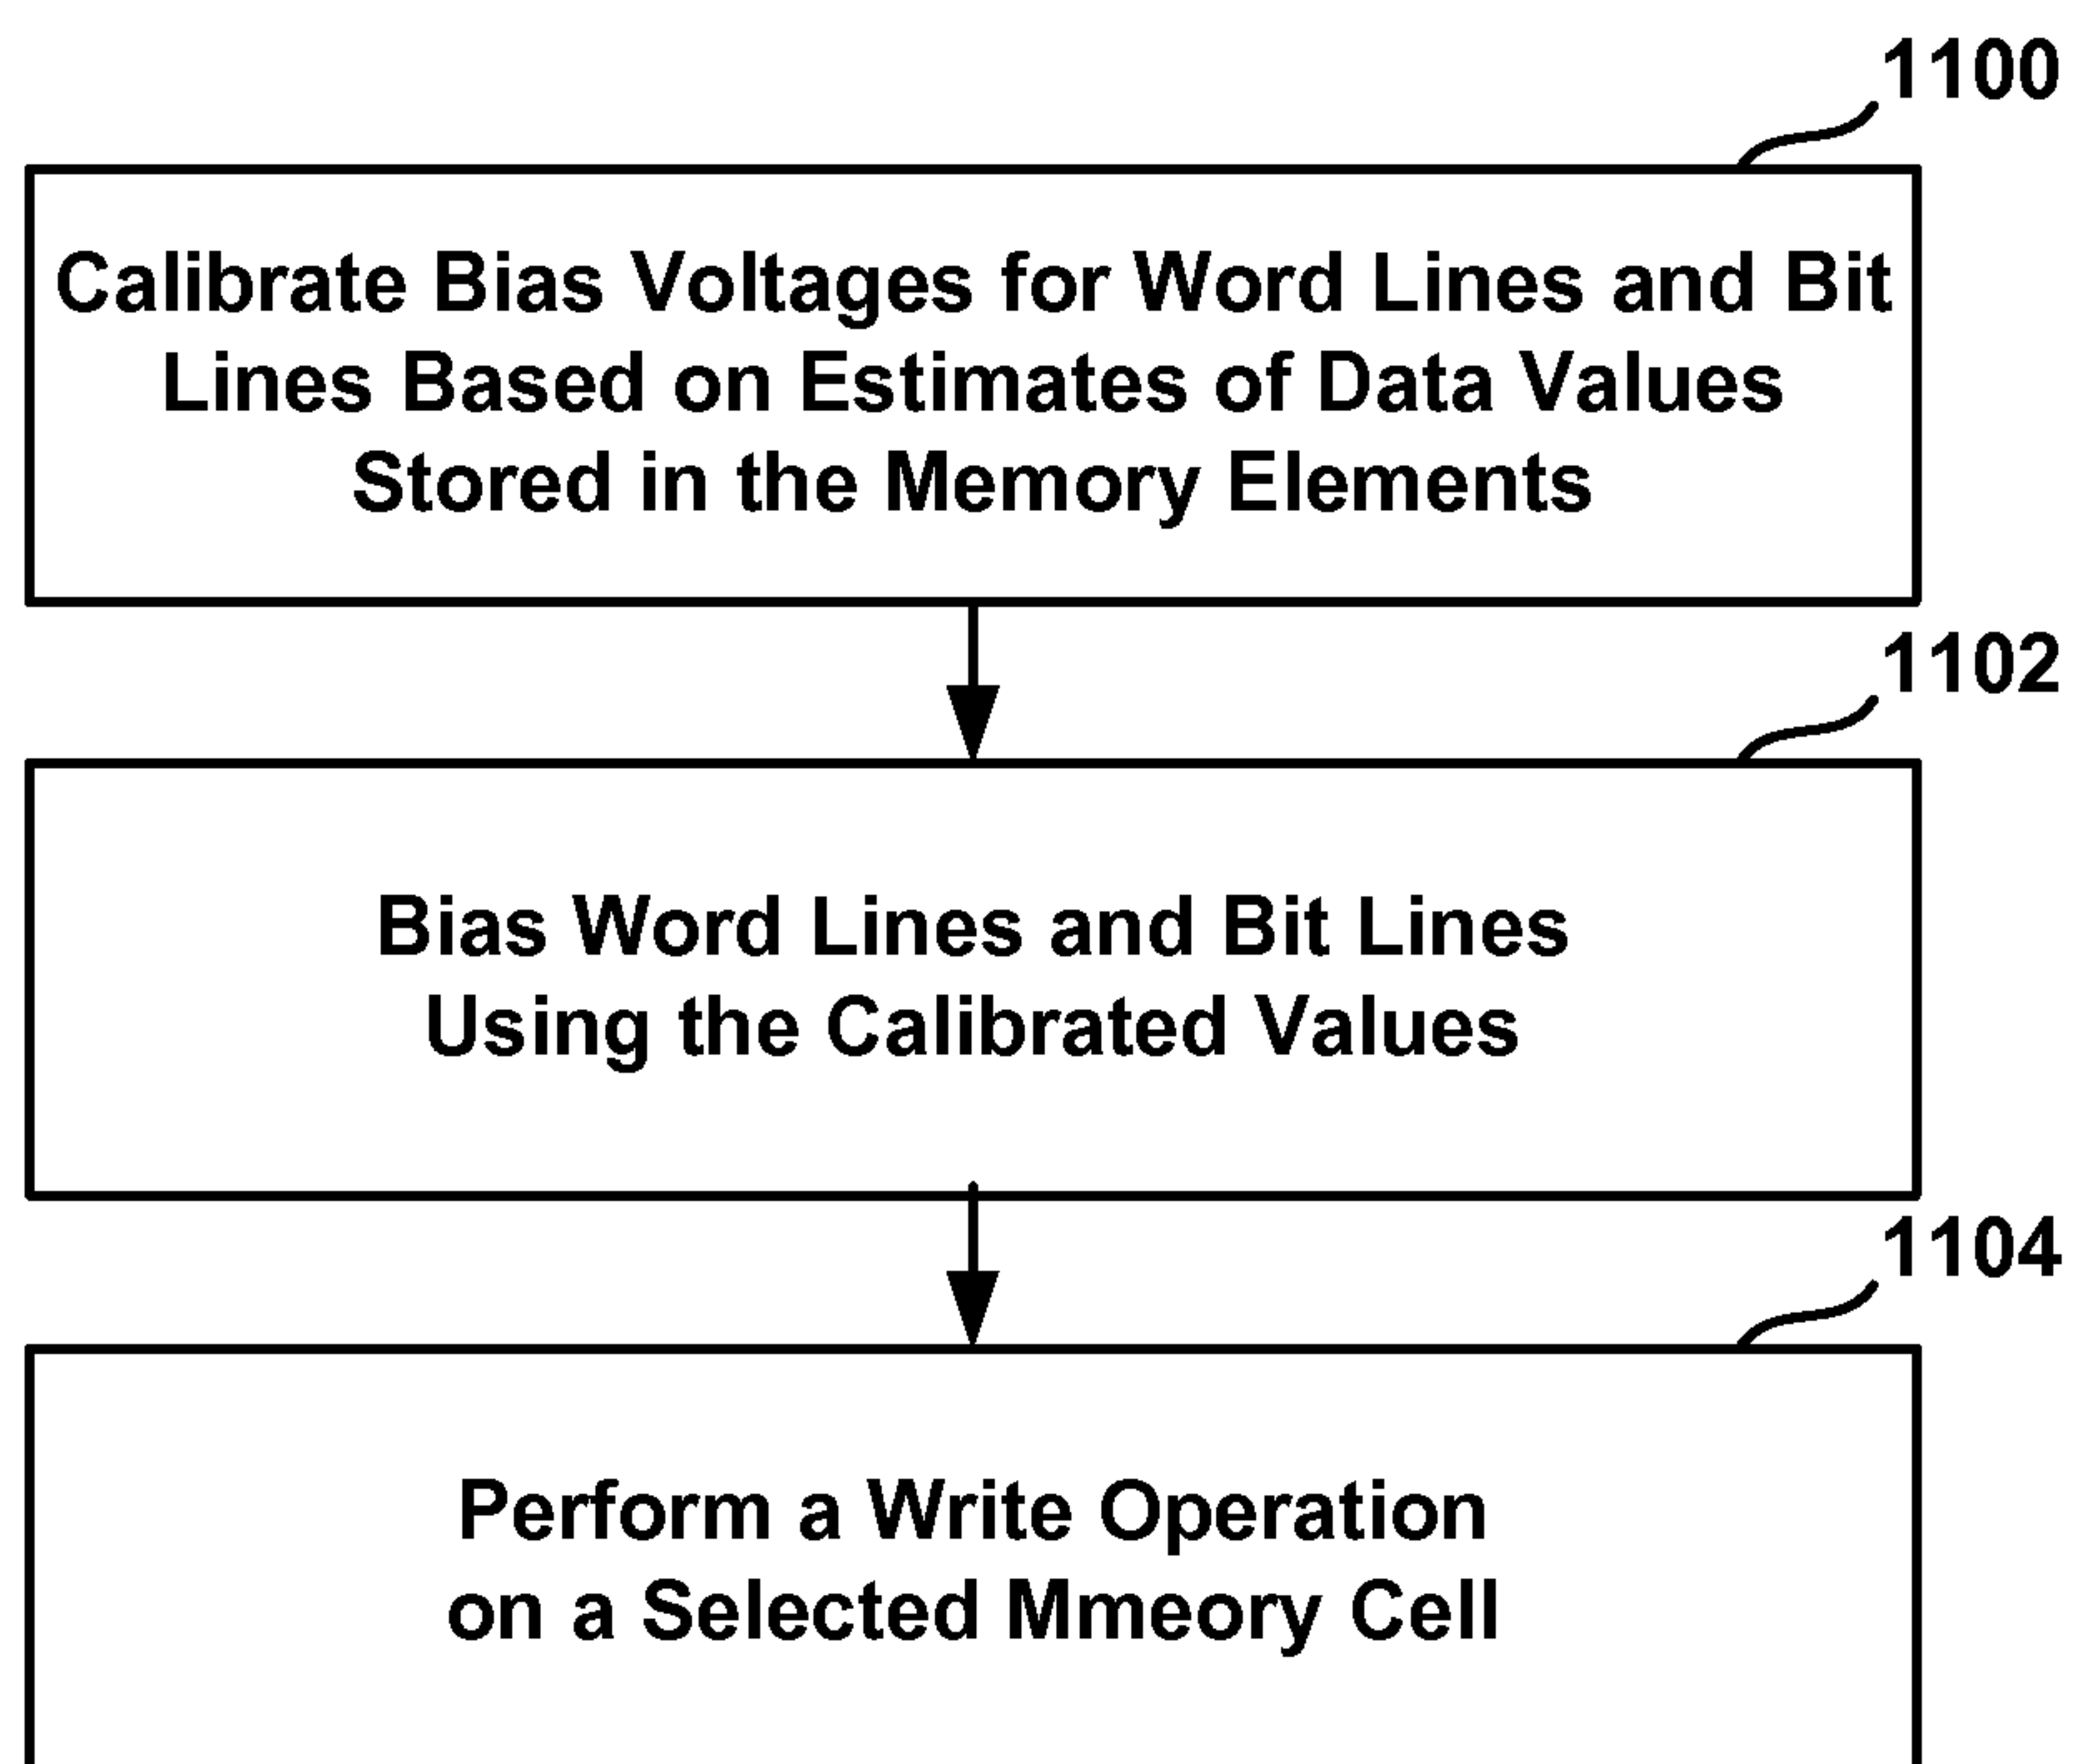 1100
Calibrate Bias Voltages for Word Lines and Bit
Lines Based on Estimates of Data Values
Stored in the Memory Elements
1102
Bias Word Lines and Bit Lines
Using the Calibrated Values
1104
Perform a Write Operation
on a Selected Mmeory Cell